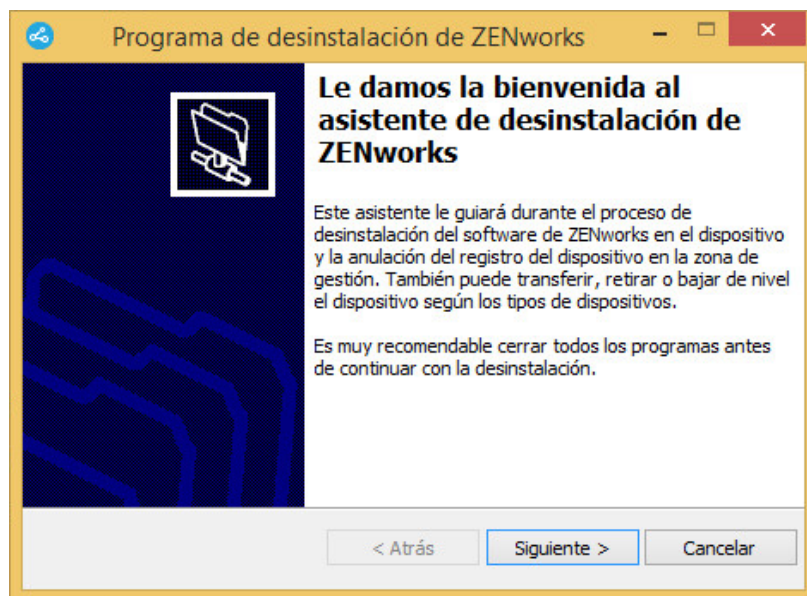 Programa de desinstalación de ZENworks
Le damos la bienvenida al
asistente de desinstalación de
ZENworks
Este asistente le guiará durante el proceso de
desinstalación del software de ZENworks en el dispositivo
y la anulación del registro del dispositivo en la zona de
gestión. También puede transferir, retirar o bajar de nivel
el dispositivo según los tipos de dispositivos.
Es muy recomendable cerrar todos los programas antes
de continuar con la desinstalación.
< Atrás
Siguiente >
Cancelar